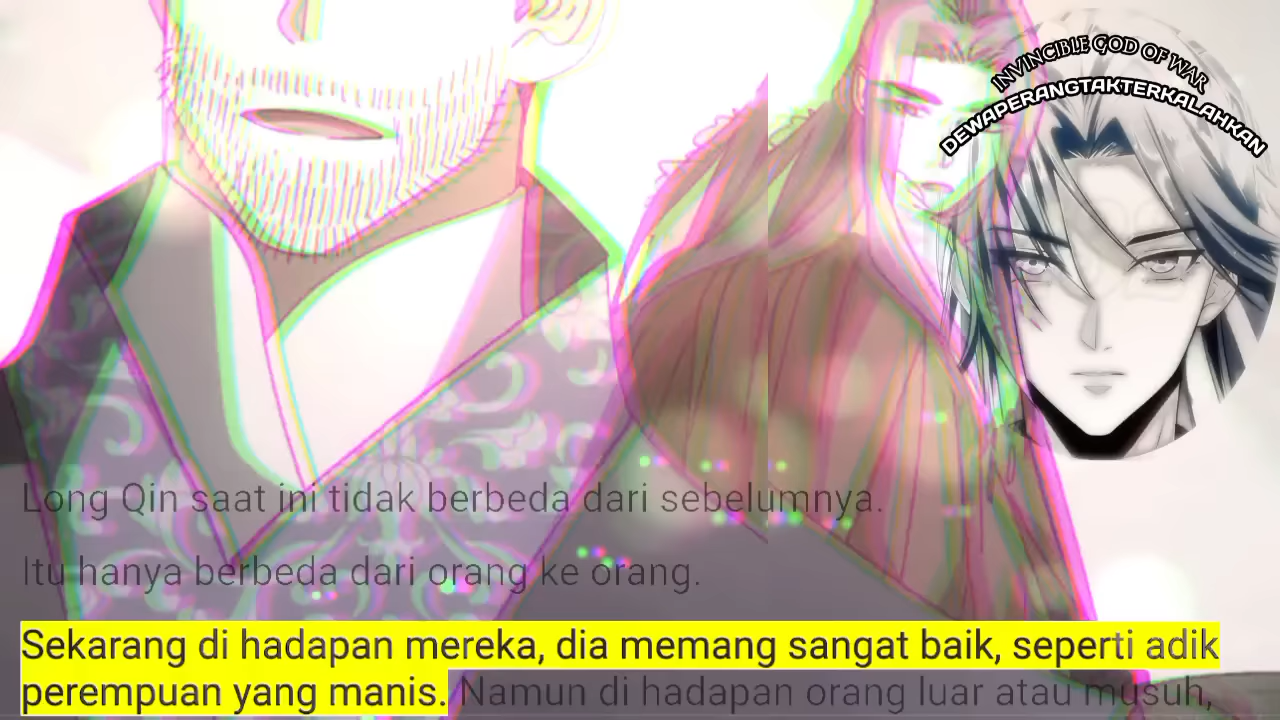 INVINCIBLE GOD OF WAR
DEWAPERANGTAKTERKALAHKAN
Long Qin saat ini tidak berbeda dari sebelumnya.
Itu hanya berbeda dari orang ke orang.
Sekarang di hadapan mereka, dia memang sangat baik, seperti adik
perempuan yang manis. Namun di hadapan orang luar atau musuh,